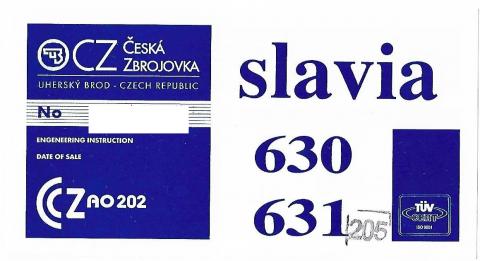 CZ ČESKÁ
ZBROJOVKA
UHERSKÝ BROD - CZECH REPUBLIC
No
ENGENEERING INSTRUCTION
DATE OF SALE
CZ AO 202
slavia
630
631
205
TÜV
CERT
ISO 9001